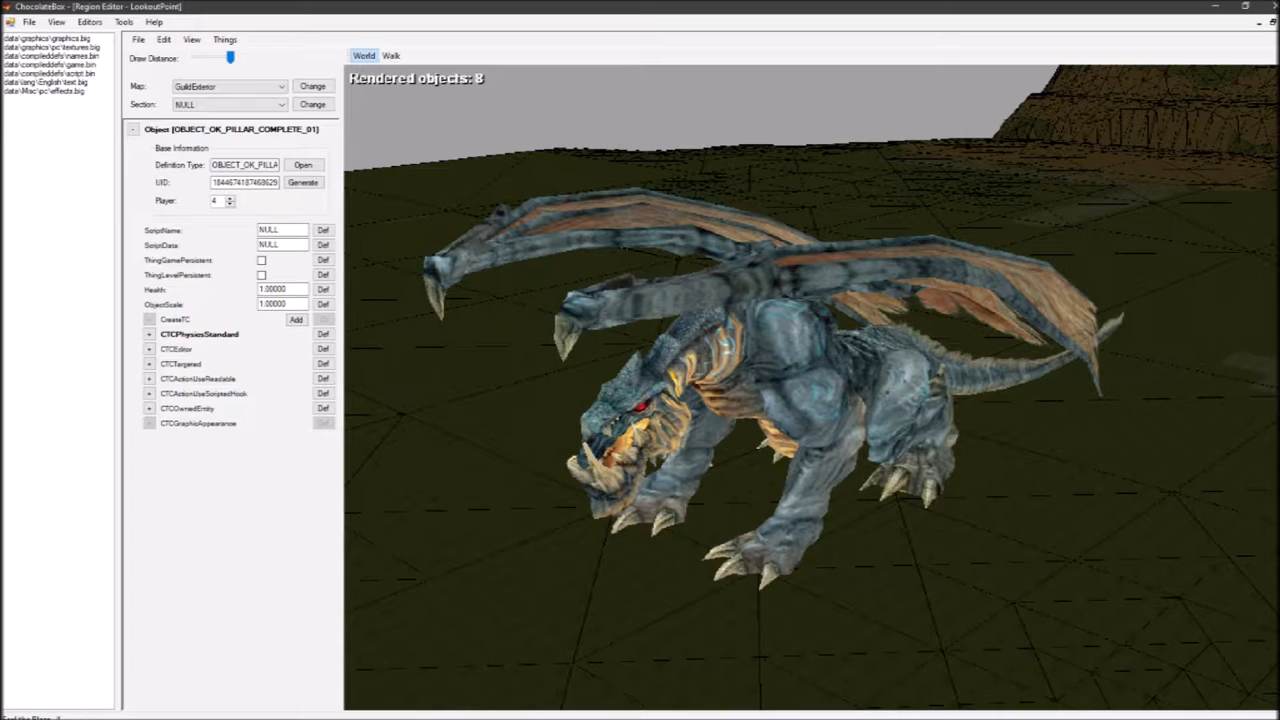 ChocolateBox - [Region Editor - LookoutPoint]
File View Editors Tools Help
data\graphics\graphics.big
data\graphics\pc\textures.big
data\compileddefs\names.bin
data\compileddefs\game.bin
data\compileddefs\script.bin
data\lang\English\text.big
data\Misc\pc\effects.big
File Edit View Things
Draw Distance:
Map: GuildExterior Change
Section: NULL Change
World Walk
Rendered objects: 8
Object [OBJECT_OK_PILLAR_COMPLETE_01]
Base Information
Definition Type: OBJECT_OK_PILLA Open
UID: 1844674187468629 Generate
Player: 4
ScriptName: NULL Def
ScriptData: NULL Def
ThingGamePersistent Def
ThingLevelPersistent Def
Health: 1.00000 Def
ObjectScale: 1.00000 Def
CreateTC Add
CTCPhysicsStandard Def
CTCEditor Def
CTCTargeted Def
CTCActionUseReadable Def
CTCActionUseScriptedHook Def
CTCOwnedEntity Def
CTCGraphicAppearance